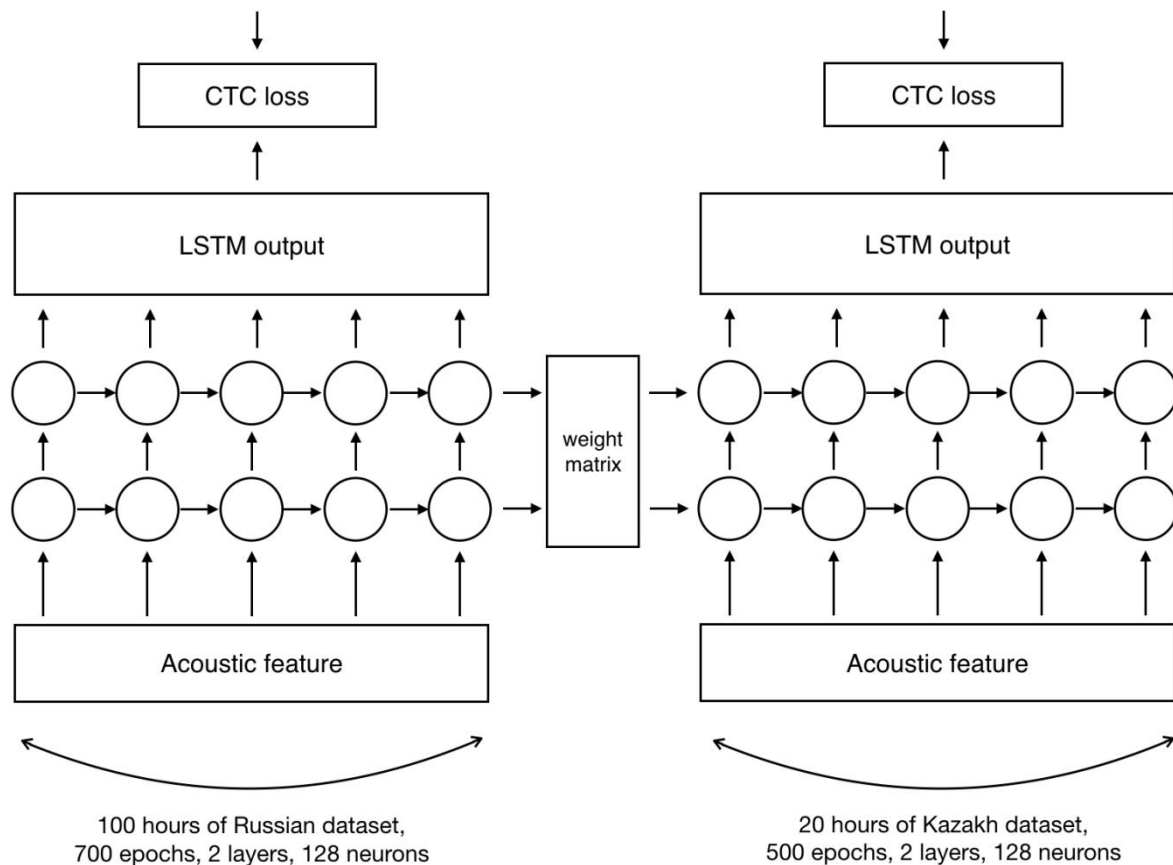 CTC loss
LSTM output
Acoustic feature
100 hours of Russian dataset,
700 epochs, 2 layers, 128 neurons
weight
matrix
CTC loss
LSTM output
Acoustic feature
20 hours of Kazakh dataset,
500 epochs, 2 layers, 128 neurons